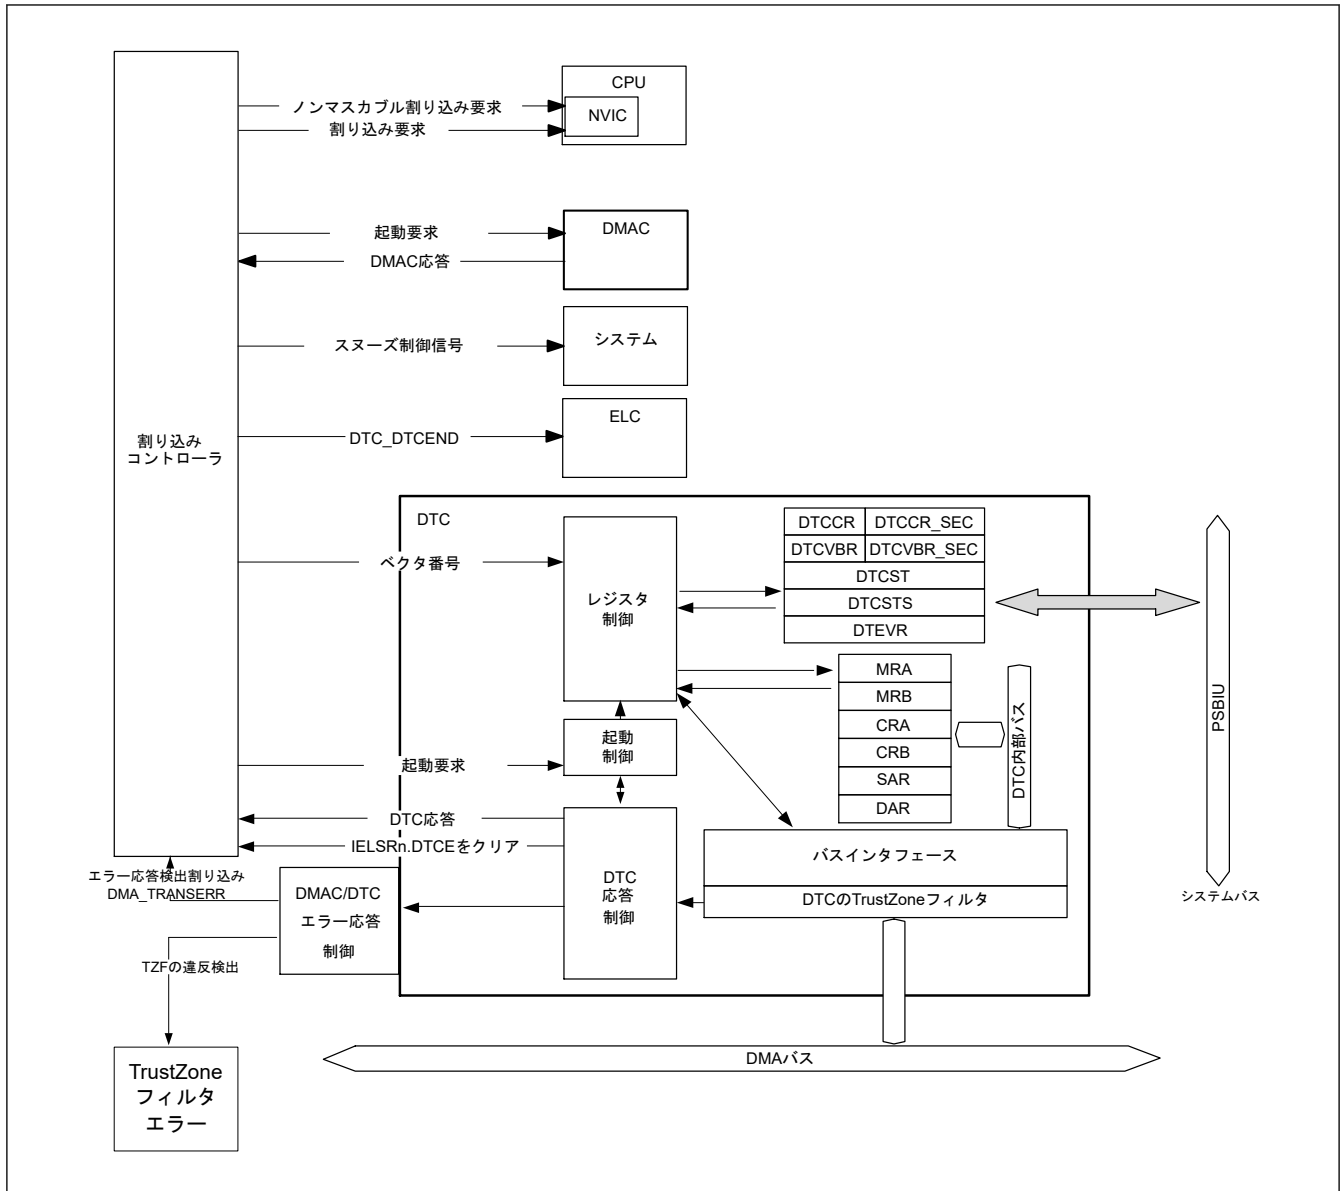 CPU
NVIC
ノンマスカブル割り込み要求
割り込み要求
DMAC
起動要求
DMAC応答
システム
スヌーズ制御信号
ELC
DTC_DTCEND
割り込み
コントローラ
DTC
ベクタ番号
レジスタ
制御
DTCCR
DTCCR_SEC
DTCVBR
DTCVBR_SEC
DTCST
DTCSTS
DTEVR
MRA
MRB
CRA
CRB
SAR
DAR
DTC内部バス
PSBIU
システムバス
起動
制御
起動要求
DTC応答
IELSRn.DTCEをクリア
DTC
応答
制御
バスインタフェース
DTCのTrustZoneフィルタ
エラー応答検出割り込み
DMA_TRANSERR
DMAC/DTC
エラー応答
制御
TZFの違反検出
TrustZone
フィルタ
エラー
DMAバス